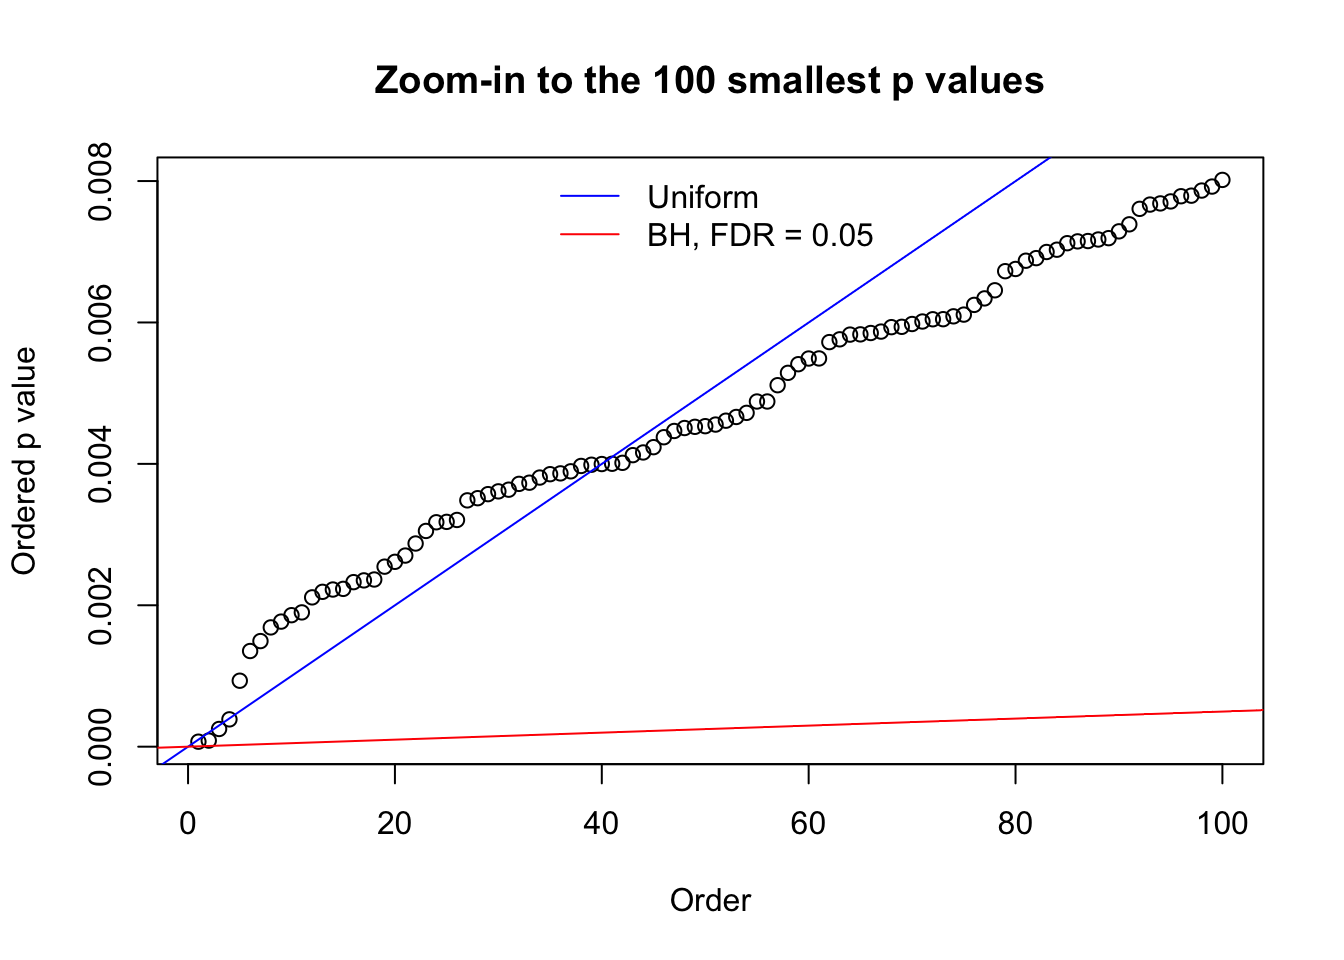 Zoom-in to the 100 smallest p values
Uniform
BH, FDR = 0.05
Ordered p value
0.008
0.006
0.004
0.002
0.000
0 20 40 60 80 100
Order